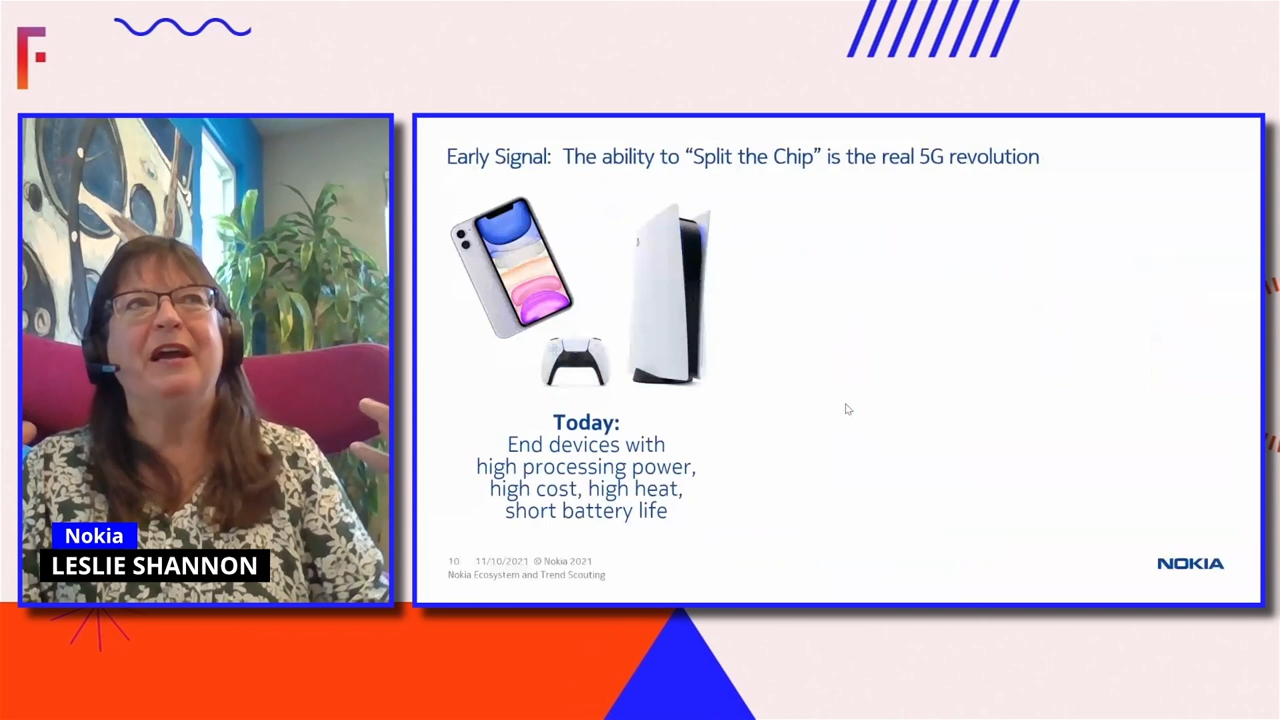 F
Early Signal: The ability to “Split the Chip” is the real 5G revolution
Today:
End devices with
high processing power,
high cost, high heat,
short battery life
Nokia
LESLIE SHANNON
10 11/10/2021 © Nokia 2021
Nokia Ecosystem and Trend Scouting
NOKIA